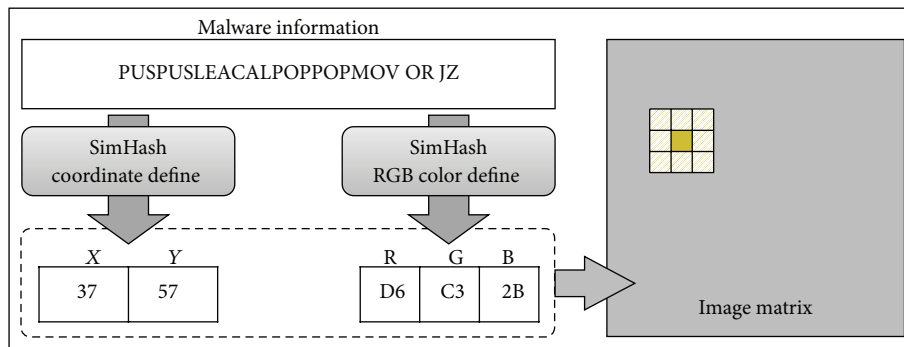 Malware information
PUSPUSLEACALPOPPOPMOV OR JZ
SimHash
coordinate define
SimHash
RGB color define
X Y
37 57
R G B
D6 C3 2B
Image matrix